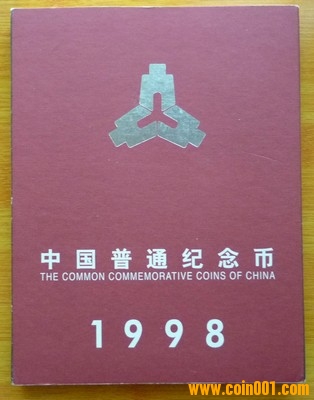 中国普通纪念币
THE COMMON COMMEMORATIVE COINS OF CHINA
1998
www.coin001.com